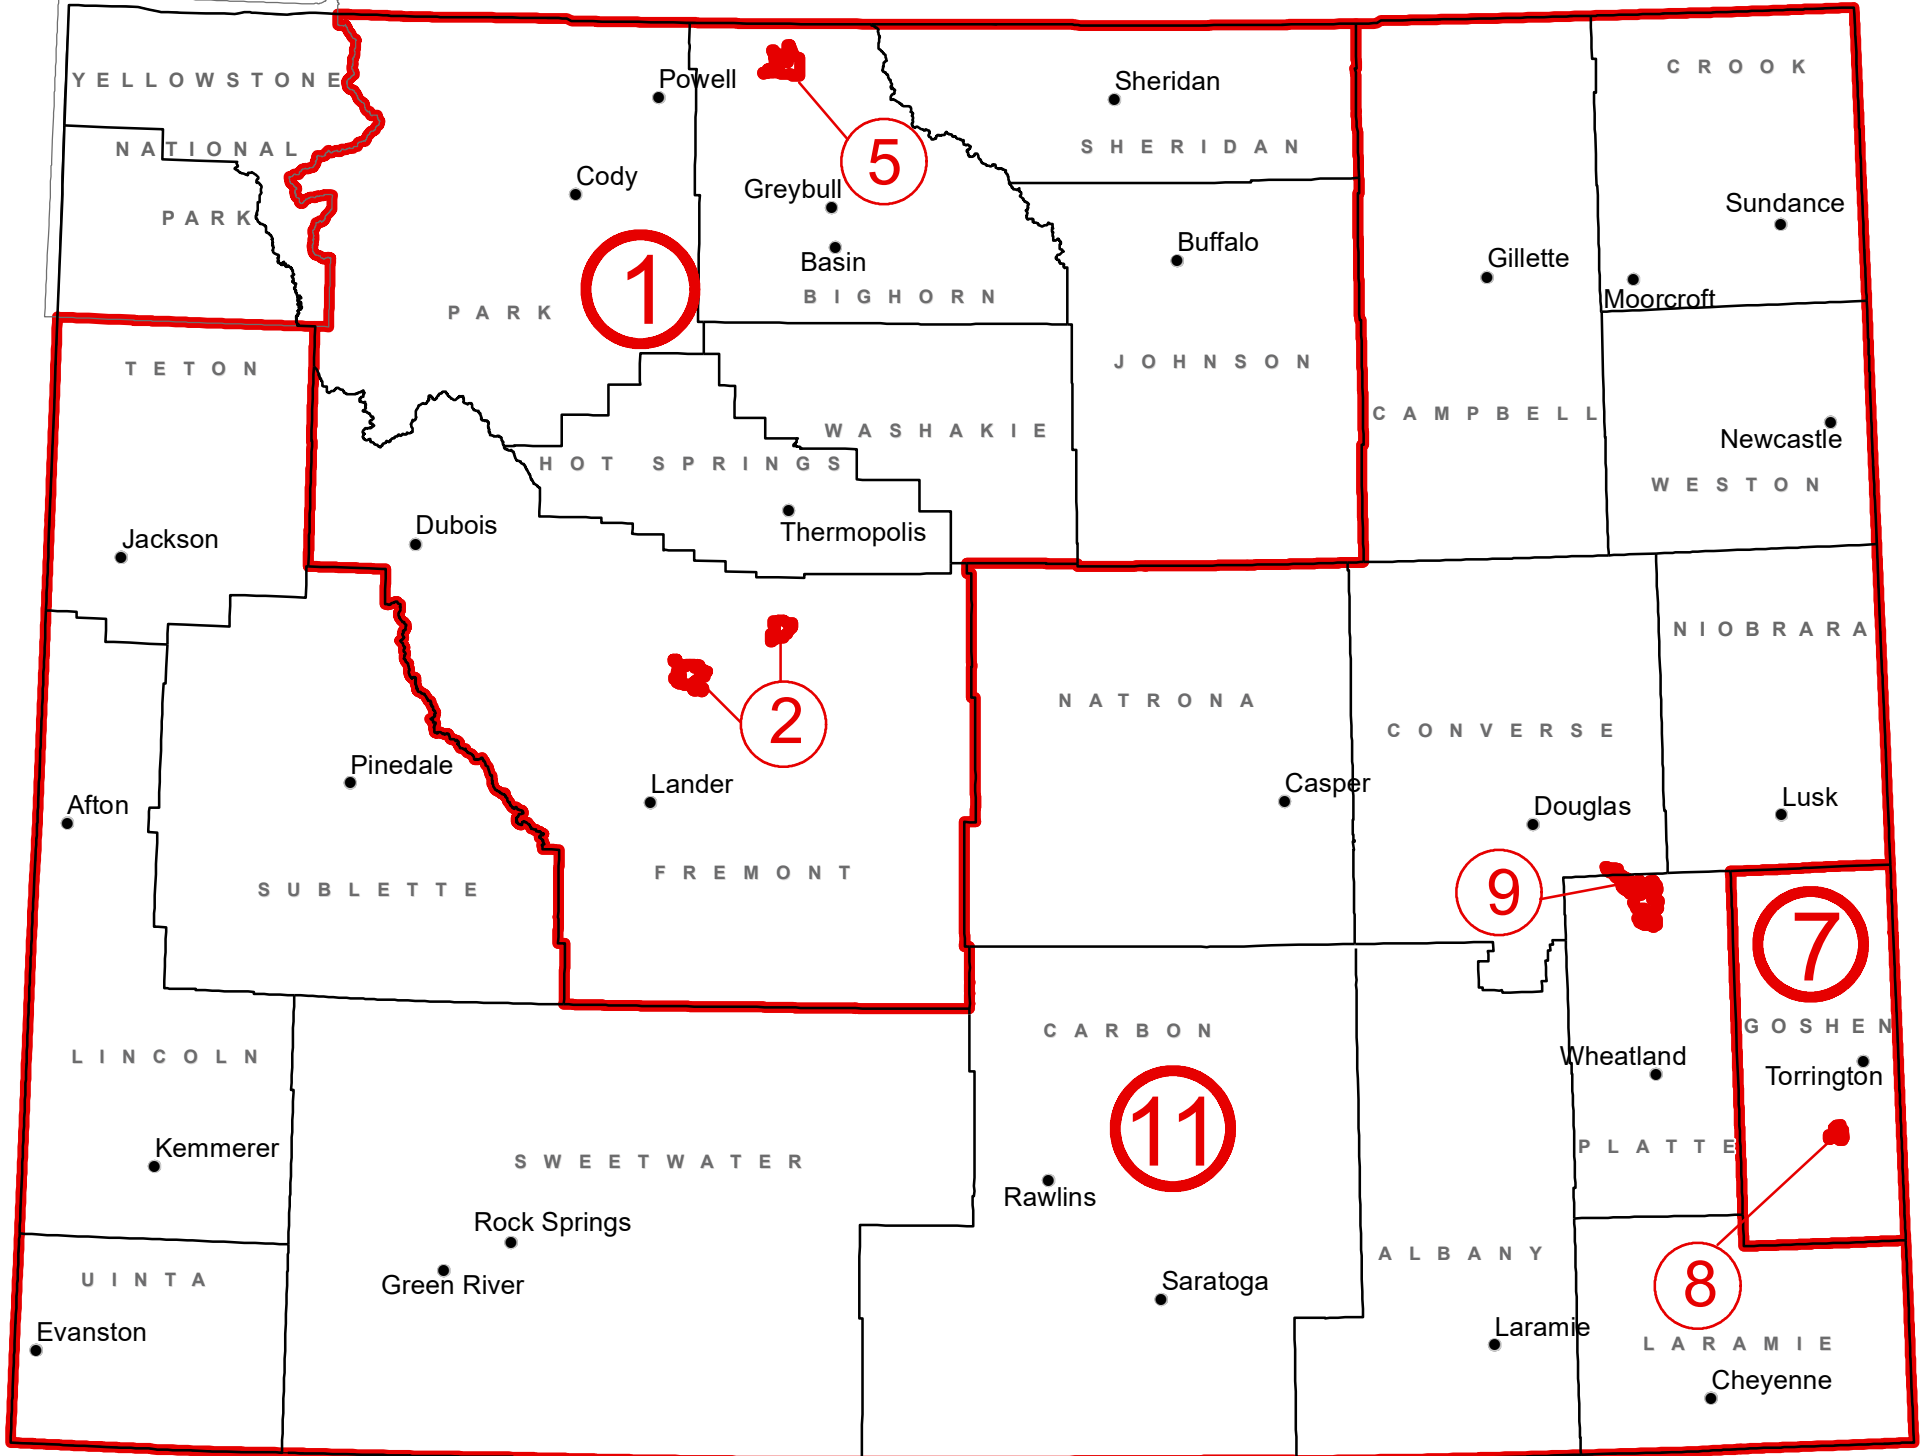 YELLOWSTONE
NATIONAL
PARK
Powell
Sheridan
SHERIDAN
CROOK
Cody
Greybull
5
Basin
BIGHORN
Buffalo
Sundance
Gillette
Moorcroft
1
PARK
TETON
JOHNSON
CAMPBELL
WASHAKIE
HOT SPRINGS
Newcastle
WESTON
Thermopolis
Dubois
Jackson
NIOBRARA
NATRONA
CONVERSE
2
Pinedale
Lander
Casper
Douglas
Lusk
Afton
SUBLETTE
FREMONT
9
7
GOSHEN
LINCOLN
CARBON
Wheatland
Torrington
Kemmerer
SWEETWATER
11
PLATTE
Rawlins
Rock Springs
Green River
UINTA
Saratoga
ALBANY
8
Evanston
Laramie
LARAMIE
Cheyenne